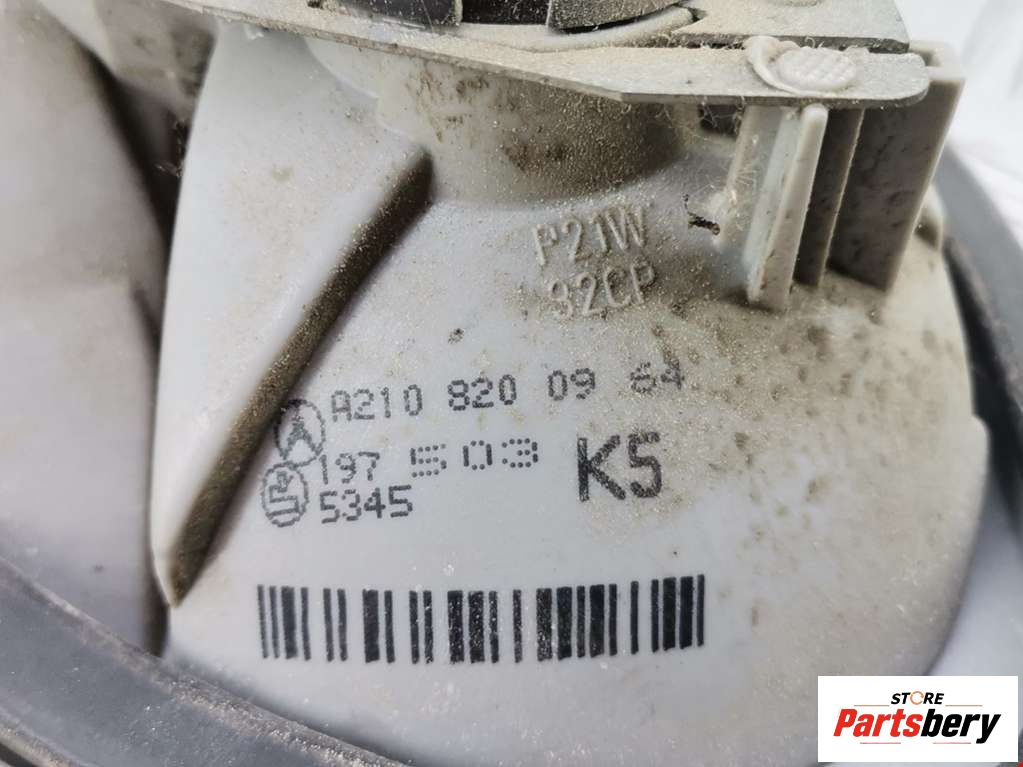 P21W
32CP
A210 820 09 64
197 503 K5
5345
STORE
Partsbery